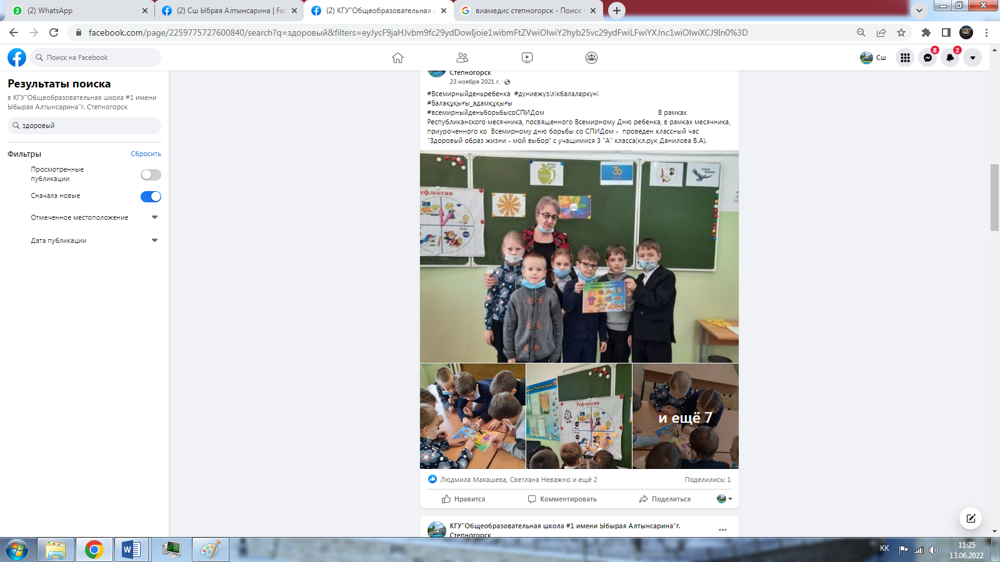 (2) WhatsApp
(2) Сш Ыбрая Алтынсарина | Fac
(2) КГУ"Общеобразовательная ш
виамедис степногорск - Поиск
facebook.com/page/2259775727600840/search?q=здоровый&filters=eyJycF9jaHJvbm9fc29ydDowIjoie1wibmFtZVwiOlwiY2hyb25vc29ydFwiLFwiYXJnc1wiOlwiXCJ9In0%3D
Поиск на Facebook
Сш
8
2
Результаты поиска
в КГУ"Общеобразовательная школа #1 имени
Ыбырая Алтынсарина"г. Степногорск
здоровый
Фильтры
Сбросить
Просмотренные
публикации
Сначала новые
Отмеченное местоположение
Дата публикации
Степногорск
23 ноября 2021 г. ·
#Всемирныйденьребенка #дүниежүзілікбалаларкүні
#Балақұқығы_адамқұқығы
#всемирныйденьборьбысоСПИДом В рамках
Республиканского месячника, посвященного Всемирному Дню ребенка, в рамках месячника,
приуроченного ко Всемирному дню борьбы со СПИДом - проведен классный час
"Здоровый образ жизни - мой выбор" с учащимися 3 "А" класса(кл.рук Данилова В.А).
ефлексия
30
Рефлексия
и ещё 7
Людмила Макашева, Светлана Неважно и ещё 2
Поделились: 1
Нравится
Комментировать
Поделиться
КГУ"Общеобразовательная школа #1 имени Ыбырая Алтынсарина"г.
Степногорск
KK
11:25
13.06.2022